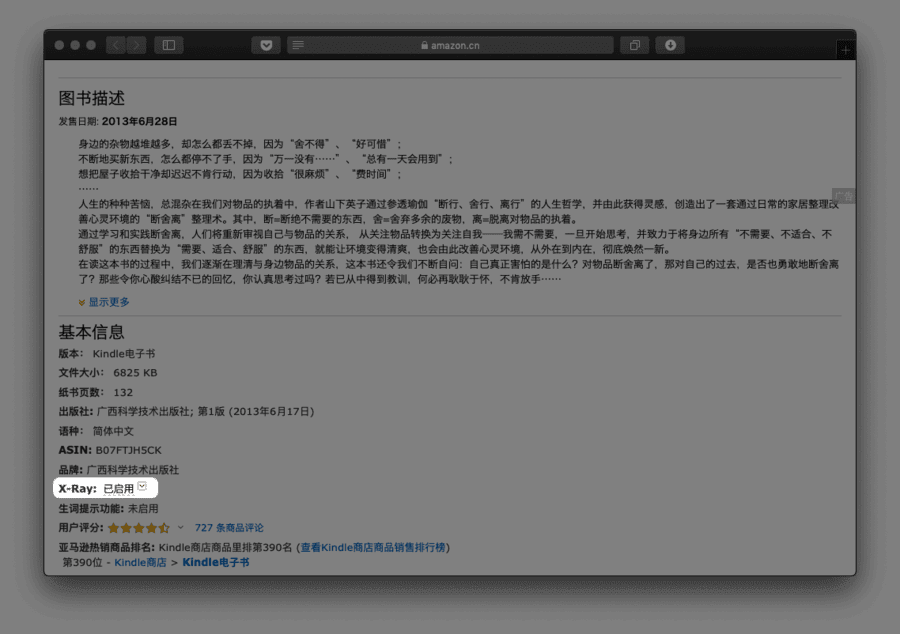 amazon.cn
图书描述
发售日期: 2013年6月28日
身边的杂物越堆越多，却怎么都丢不掉，因为“舍不得”、“好可惜”；
不断地买新东西，怎么都停不了手，因为“万一没有……”、“总有一天会用到”；
想把屋子收拾干净却迟迟不肯行动，因为收拾“很麻烦”、“费时间”；
……
广告
人生的种种苦恼，总混杂在我们对物品的执着中，作者山下英子通过参透瑜伽“断行、舍行、离行”的人生哲学，并由此获得灵感，创造出了一套通过日常的家居整理改
善心灵环境的“断舍离”整理术。其中，断=断绝不需要的东西，舍=舍弃多余的废物，离=脱离对物品的执着。
通过学习和实践断舍离，人们将重新审视自己与物品的关系， 从关注物品转换为关注自我——我需不需要，一旦开始思考，并致力于将身边所有“不需要、不适合、不
舒服”的东西替换为“需要、适合、舒服”的东西，就能让环境变得清爽，也会由此改善心灵环境，从外在到内在，彻底焕然一新。
在读这本书的过程中，我们逐渐在理清与身边物品的关系，这本书还令我们不断自问：自己真正害怕的是什么？对物品断舍离了，那对自己的过去，是否也勇敢地断舍离
了？那些令你心酸纠结不已的回忆，你认真思考过吗？若已从中得到教训，何必再耿耿于怀，不肯放手……
显示更多
基本信息
版本： Kindle电子书
文件大小： 6825 KB
纸书页数： 132
出版社: 广西科学技术出版社; 第1版 (2013年6月17日)
语种： 简体中文
ASIN: B07FTJH5CK
品牌: 广西科学技术出版社
X-Ray: 已启用
生词提示功能: 未启用
用户评分: 727 条商品评论
亚马逊热销商品排名: Kindle商店商品里排第390名 (查看Kindle商店商品销售排行榜)
第390位 - Kindle商店 > Kindle电子书